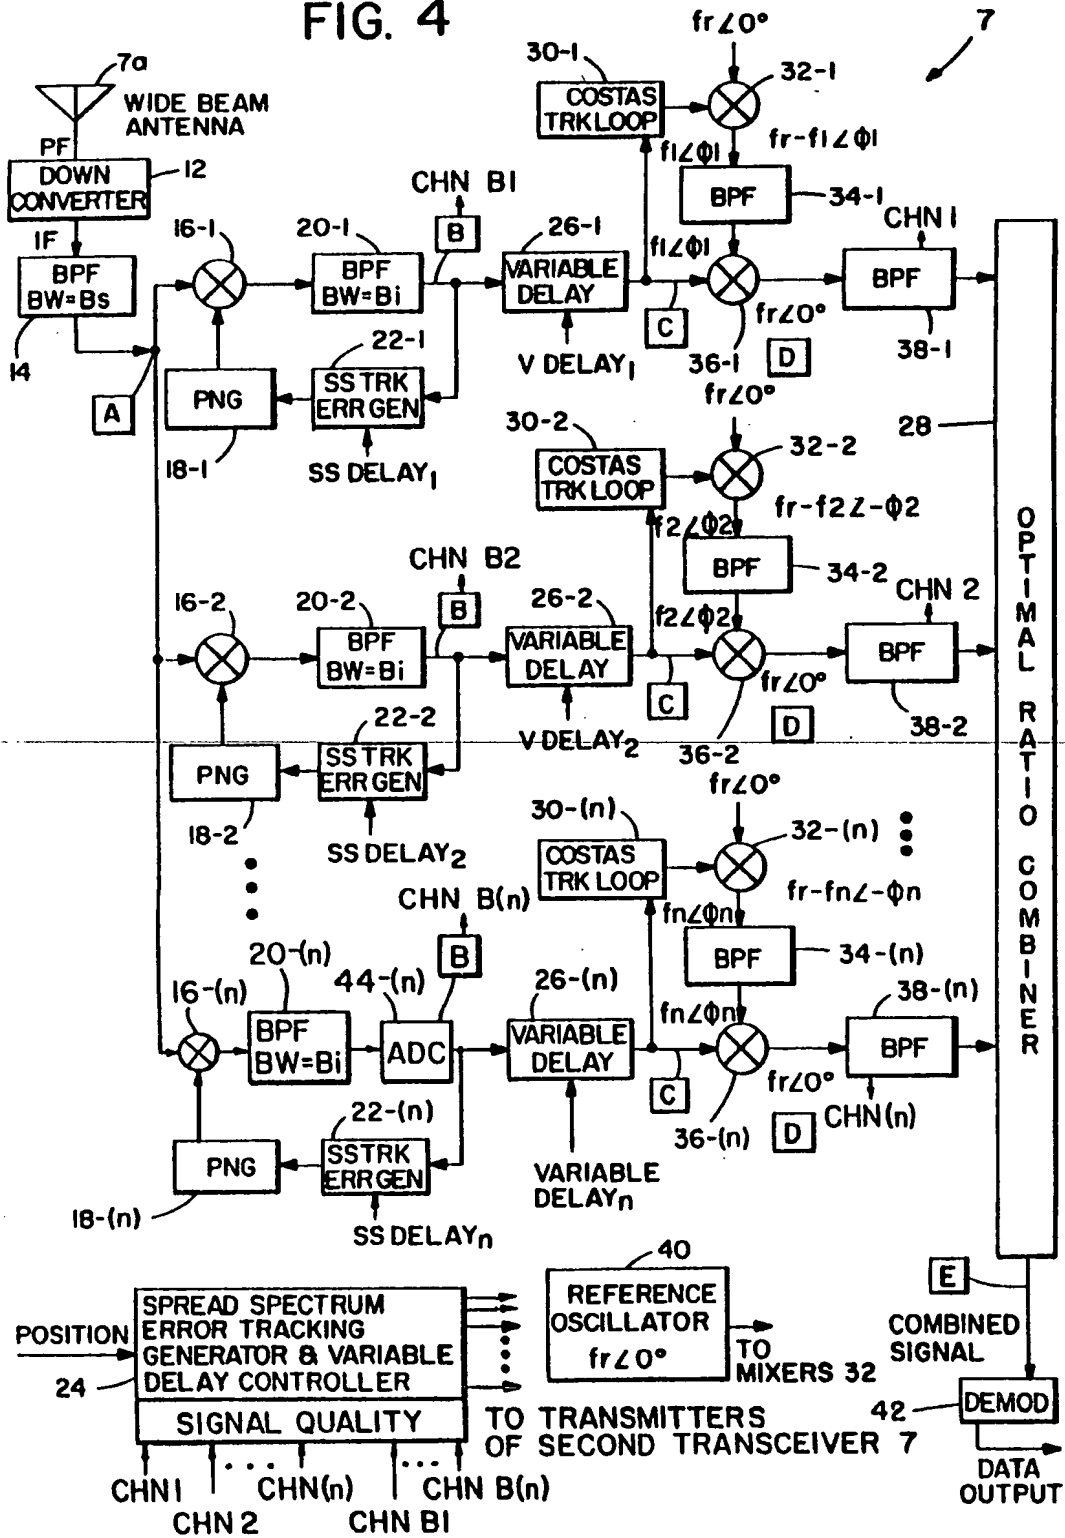 FIG. 4
7
7a
WIDE BEAM
ANTENNA
PF
DOWN
CONVERTER
12
IF
BPF
BW=Bs
14
A
16-1
20-1
BPF
BW=Bi
CHN B1
B
22-1
SS TRK
ERR GEN
SS DELAY1
PNG
18-1
26-1
VARIABLE
DELAY
V DELAY1
30-1
COSTAS
TRK LOOP
f1∠Φ1
fr∠0°
32-1
fr-f1∠Φ1
BPF
34-1
f1∠Φ1
C
36-1
fr∠0°
D
CHN 1
BPF
38-1
28
OPTIMAL RATIO COMBINER
16-2
20-2
BPF
BW=Bi
CHN B2
B
22-2
SS TRK
ERR GEN
SS DELAY2
PNG
18-2
26-2
VARIABLE
DELAY
V DELAY2
30-2
COSTAS
TRK LOOP
f2∠Φ2
fr∠0°
32-2
fr-f2∠-Φ2
BPF
34-2
f2∠Φ2
C
36-2
fr∠0°
D
CHN 2
BPF
38-2
16-(n)
20-(n)
BPF
BW=Bi
44-(n)
ADC
CHN B(n)
B
22-(n)
SS TRK
ERR GEN
SS DELAYn
PNG
18-(n)
26-(n)
VARIABLE
DELAY
VARIABLE
DELAYn
30-(n)
COSTAS
TRK LOOP
fn∠Φn
fr∠0°
32-(n)
fr-fn∠-Φn
BPF
34-(n)
fn∠Φn
C
36-(n)
fr∠0°
D
38-(n)
BPF
CHN(n)
POSITION
24
SPREAD SPECTRUM
ERROR TRACKING
GENERATOR & VARIABLE
DELAY CONTROLLER
SIGNAL QUALITY
CHN 1
CHN 2
CHN(n)
CHN B1
CHN B(n)
TO TRANSMITTERS
OF SECOND TRANSCEIVER 7
40
REFERENCE
OSCILLATOR
fr∠0°
TO
MIXERS 32
E
COMBINED
SIGNAL
42
DEMOD
DATA
OUTPUT